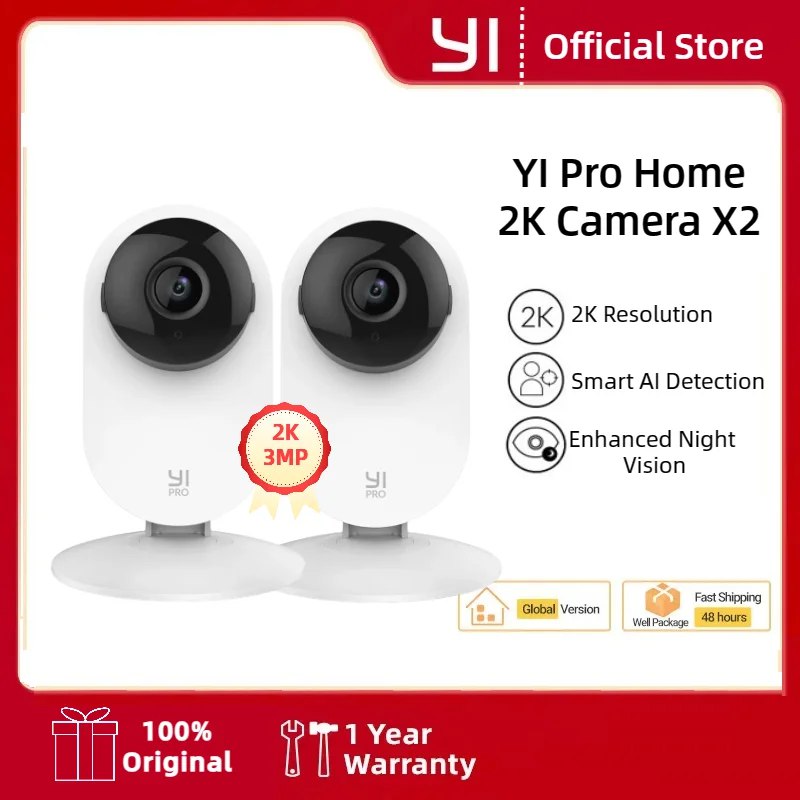 YI Official Store
YI Pro Home
2K Camera X2
2K 2K Resolution
Smart AI Detection
Enhanced Night
Vision
2K
3MP
YI
PRO
YI
PRO
Global Version
Well Package
Fast Shipping
48 hours
100%
Original
1 Year
Warranty